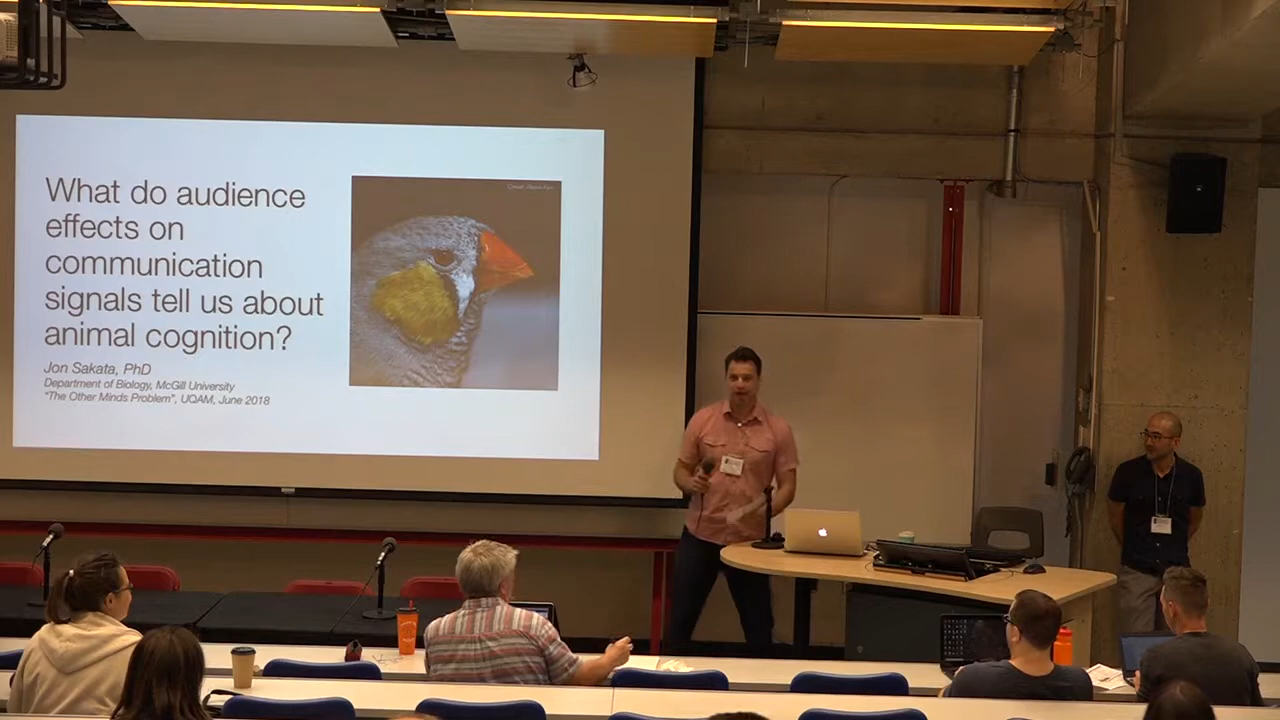 What do audience
effects on
communication
signals tell us about
animal cognition?
Jon Sakata, PhD
Department of Biology, McGill University
"The Other Minds Problem", UQAM, June 2018